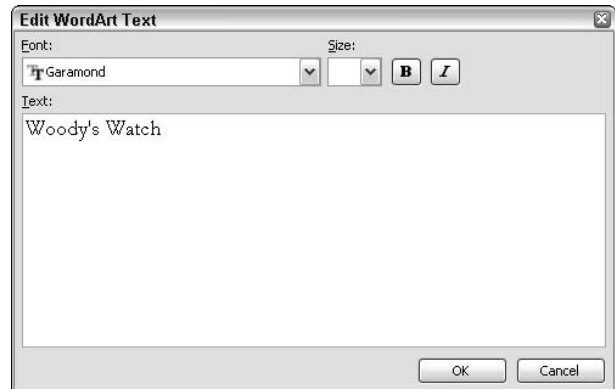 Edit WordArt Text
Font: Size:
Garamond B I
Text:
Woody's Watch
OK Cancel